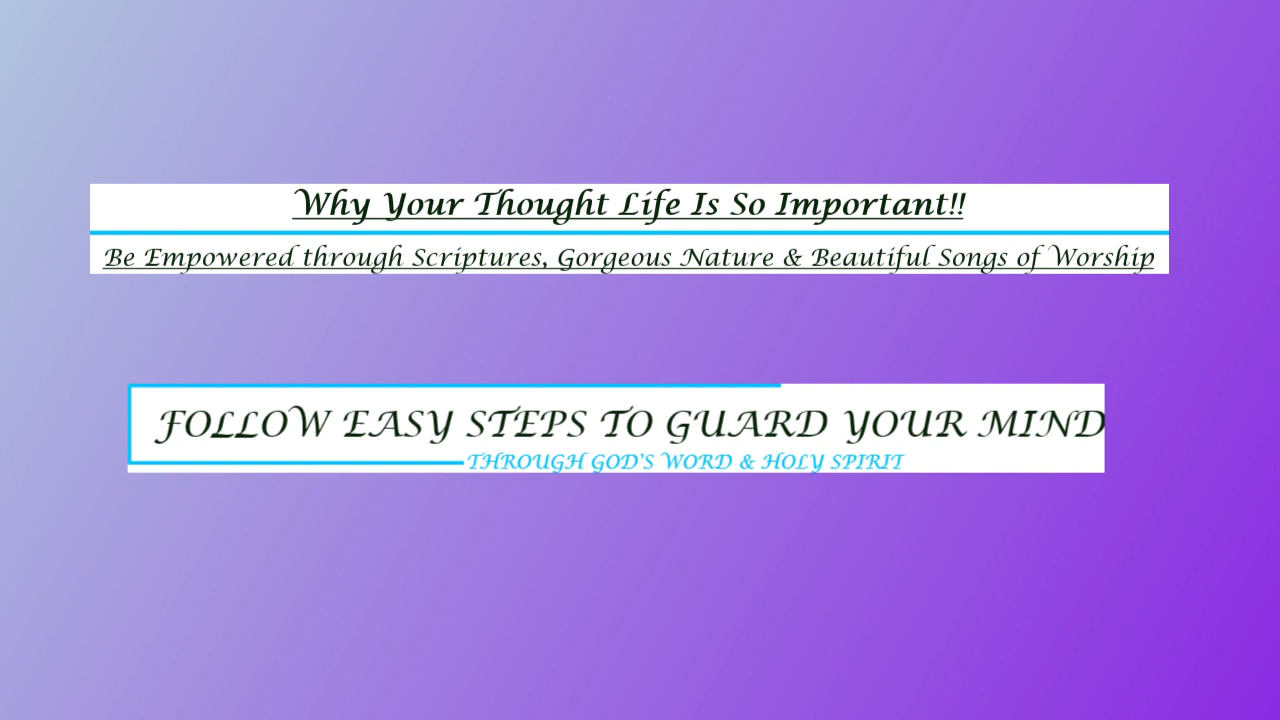 Why Your Thought Life Is So Important!!
Be Empowered through Scriptures, Gorgeous Nature & Beautiful Songs of Worship
FOLLOW EASY STEPS TO GUARD YOUR MIND
THROUGH GOD'S WORD & HOLY SPIRIT